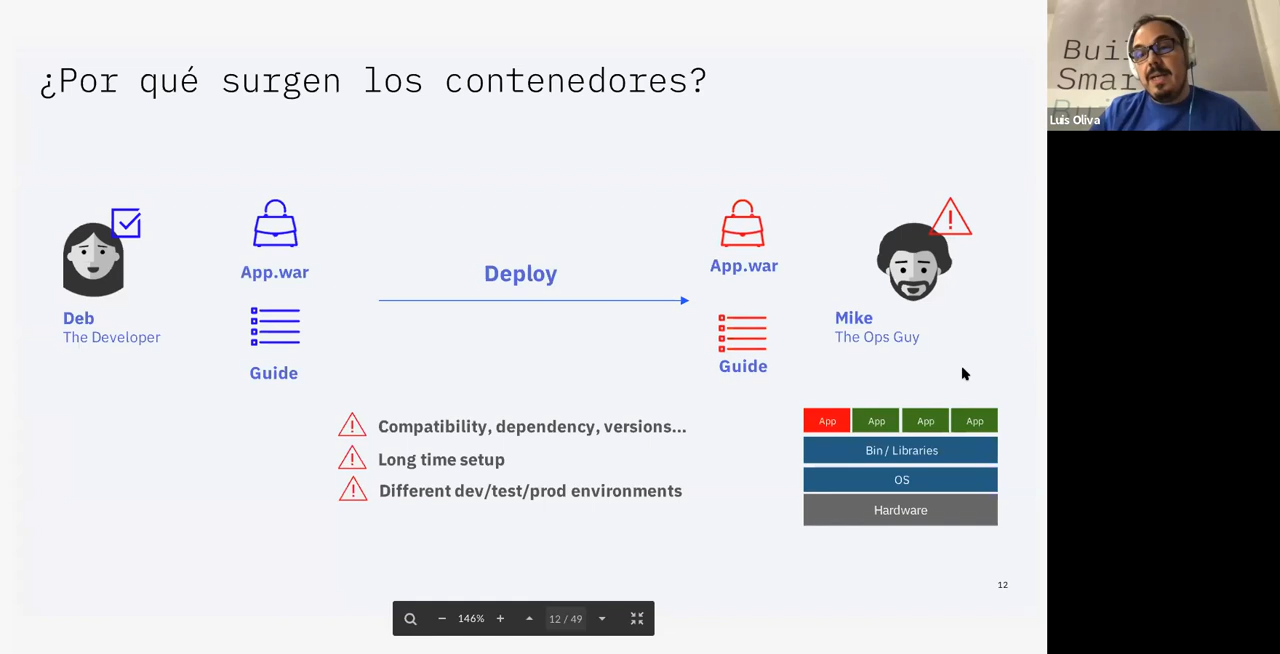 ¿Por qué surgen los contenedores?
Deb
The Developer
App.war
Guide
Deploy
App.war
Guide
Mike
The Ops Guy
Compatibility, dependency, versions...
Long time setup
Different dev/test/prod environments
App App App App
Bin / Libraries
OS
Hardware
12
146% 12 / 49
Smar
Luis Oliva